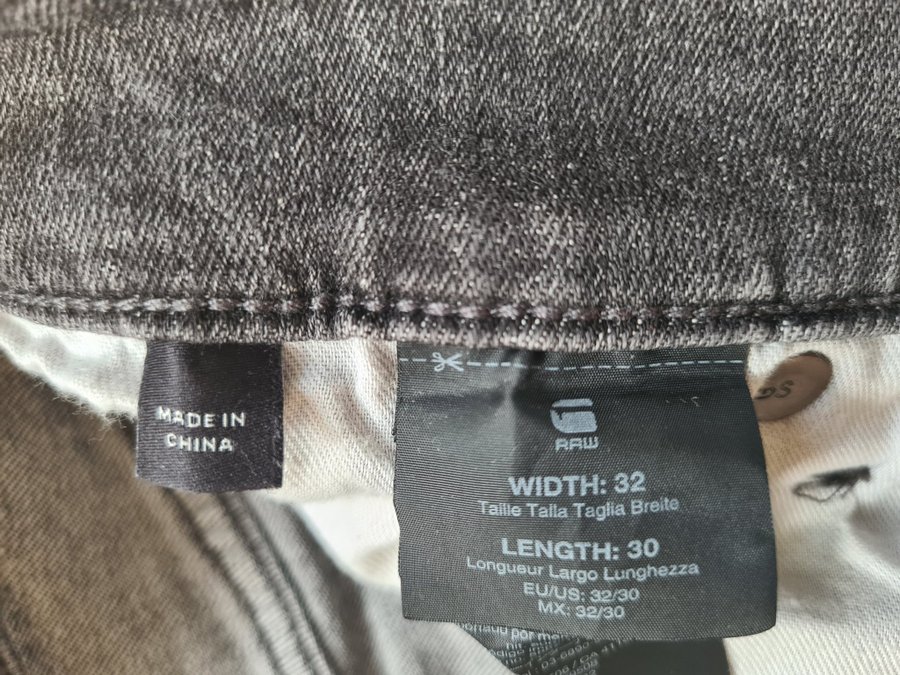 MADE IN
CHINA
RAW
WIDTH: 32
Taille Talla Taglia Breite
LENGTH: 30
Longueur Largo Lunghezza
EU/US: 32/30
MX: 32/30
por